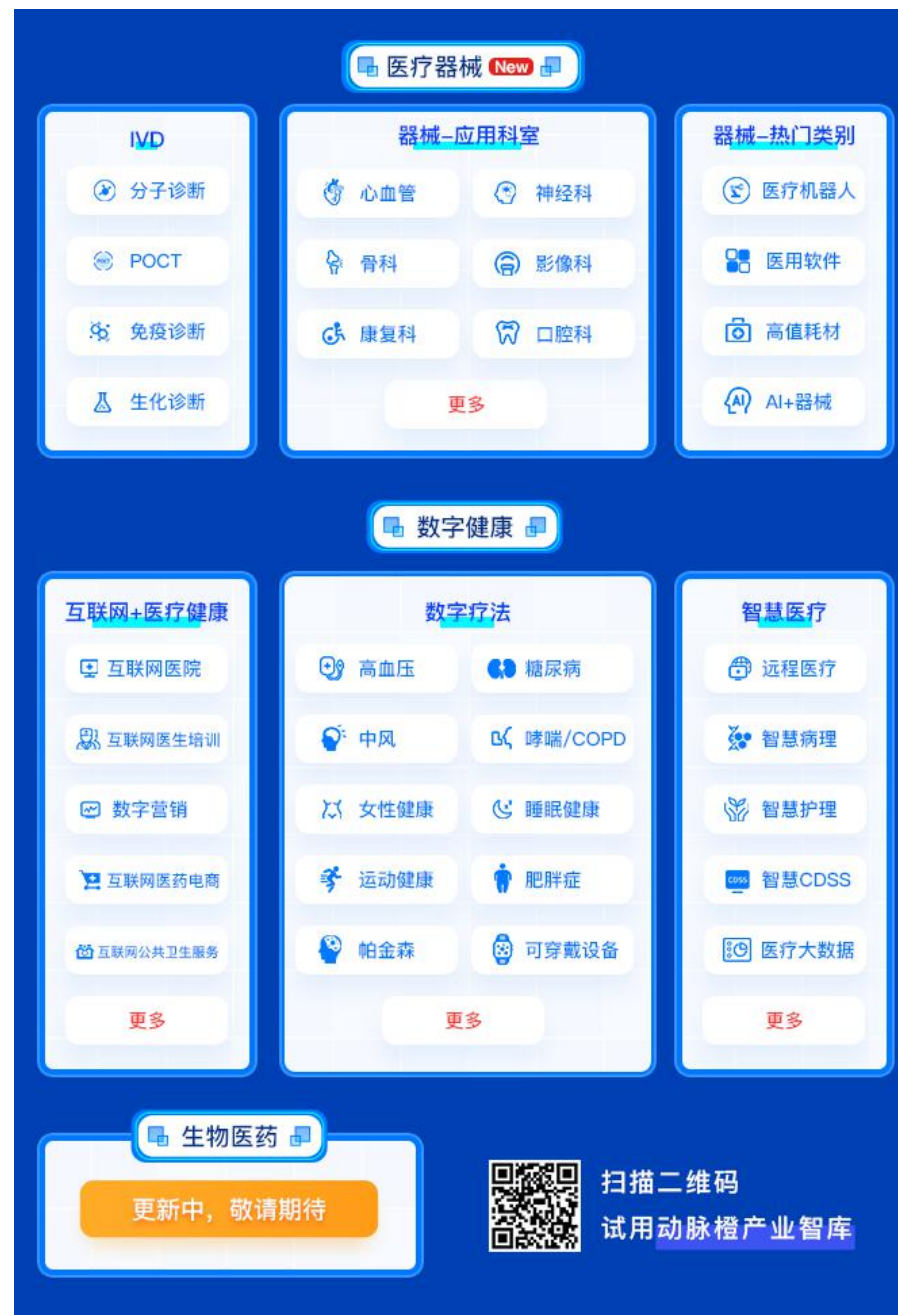 医疗器械 New
IVD
分子诊断
POCT
免疫诊断
生化诊断
器械-应用科室
心血管 神经科
骨科 影像科
康复科 口腔科
更多
器械-热门类别
医疗机器人
医用软件
高值耗材
AI+器械
数字健康
互联网+医疗健康
互联网医院
互联网医生培训
数字营销
互联网医药电商
互联网公共卫生服务
更多
数字疗法
高血压 糖尿病
中风 哮喘/COPD
女性健康 睡眠健康
运动健康 肥胖症
帕金森 可穿戴设备
更多
智慧医疗
远程医疗
智慧病理
智慧护理
CDSS 智慧CDSS
医疗大数据
更多
生物医药
更新中，敬请期待
扫描二维码
试用动脉橙产业智库